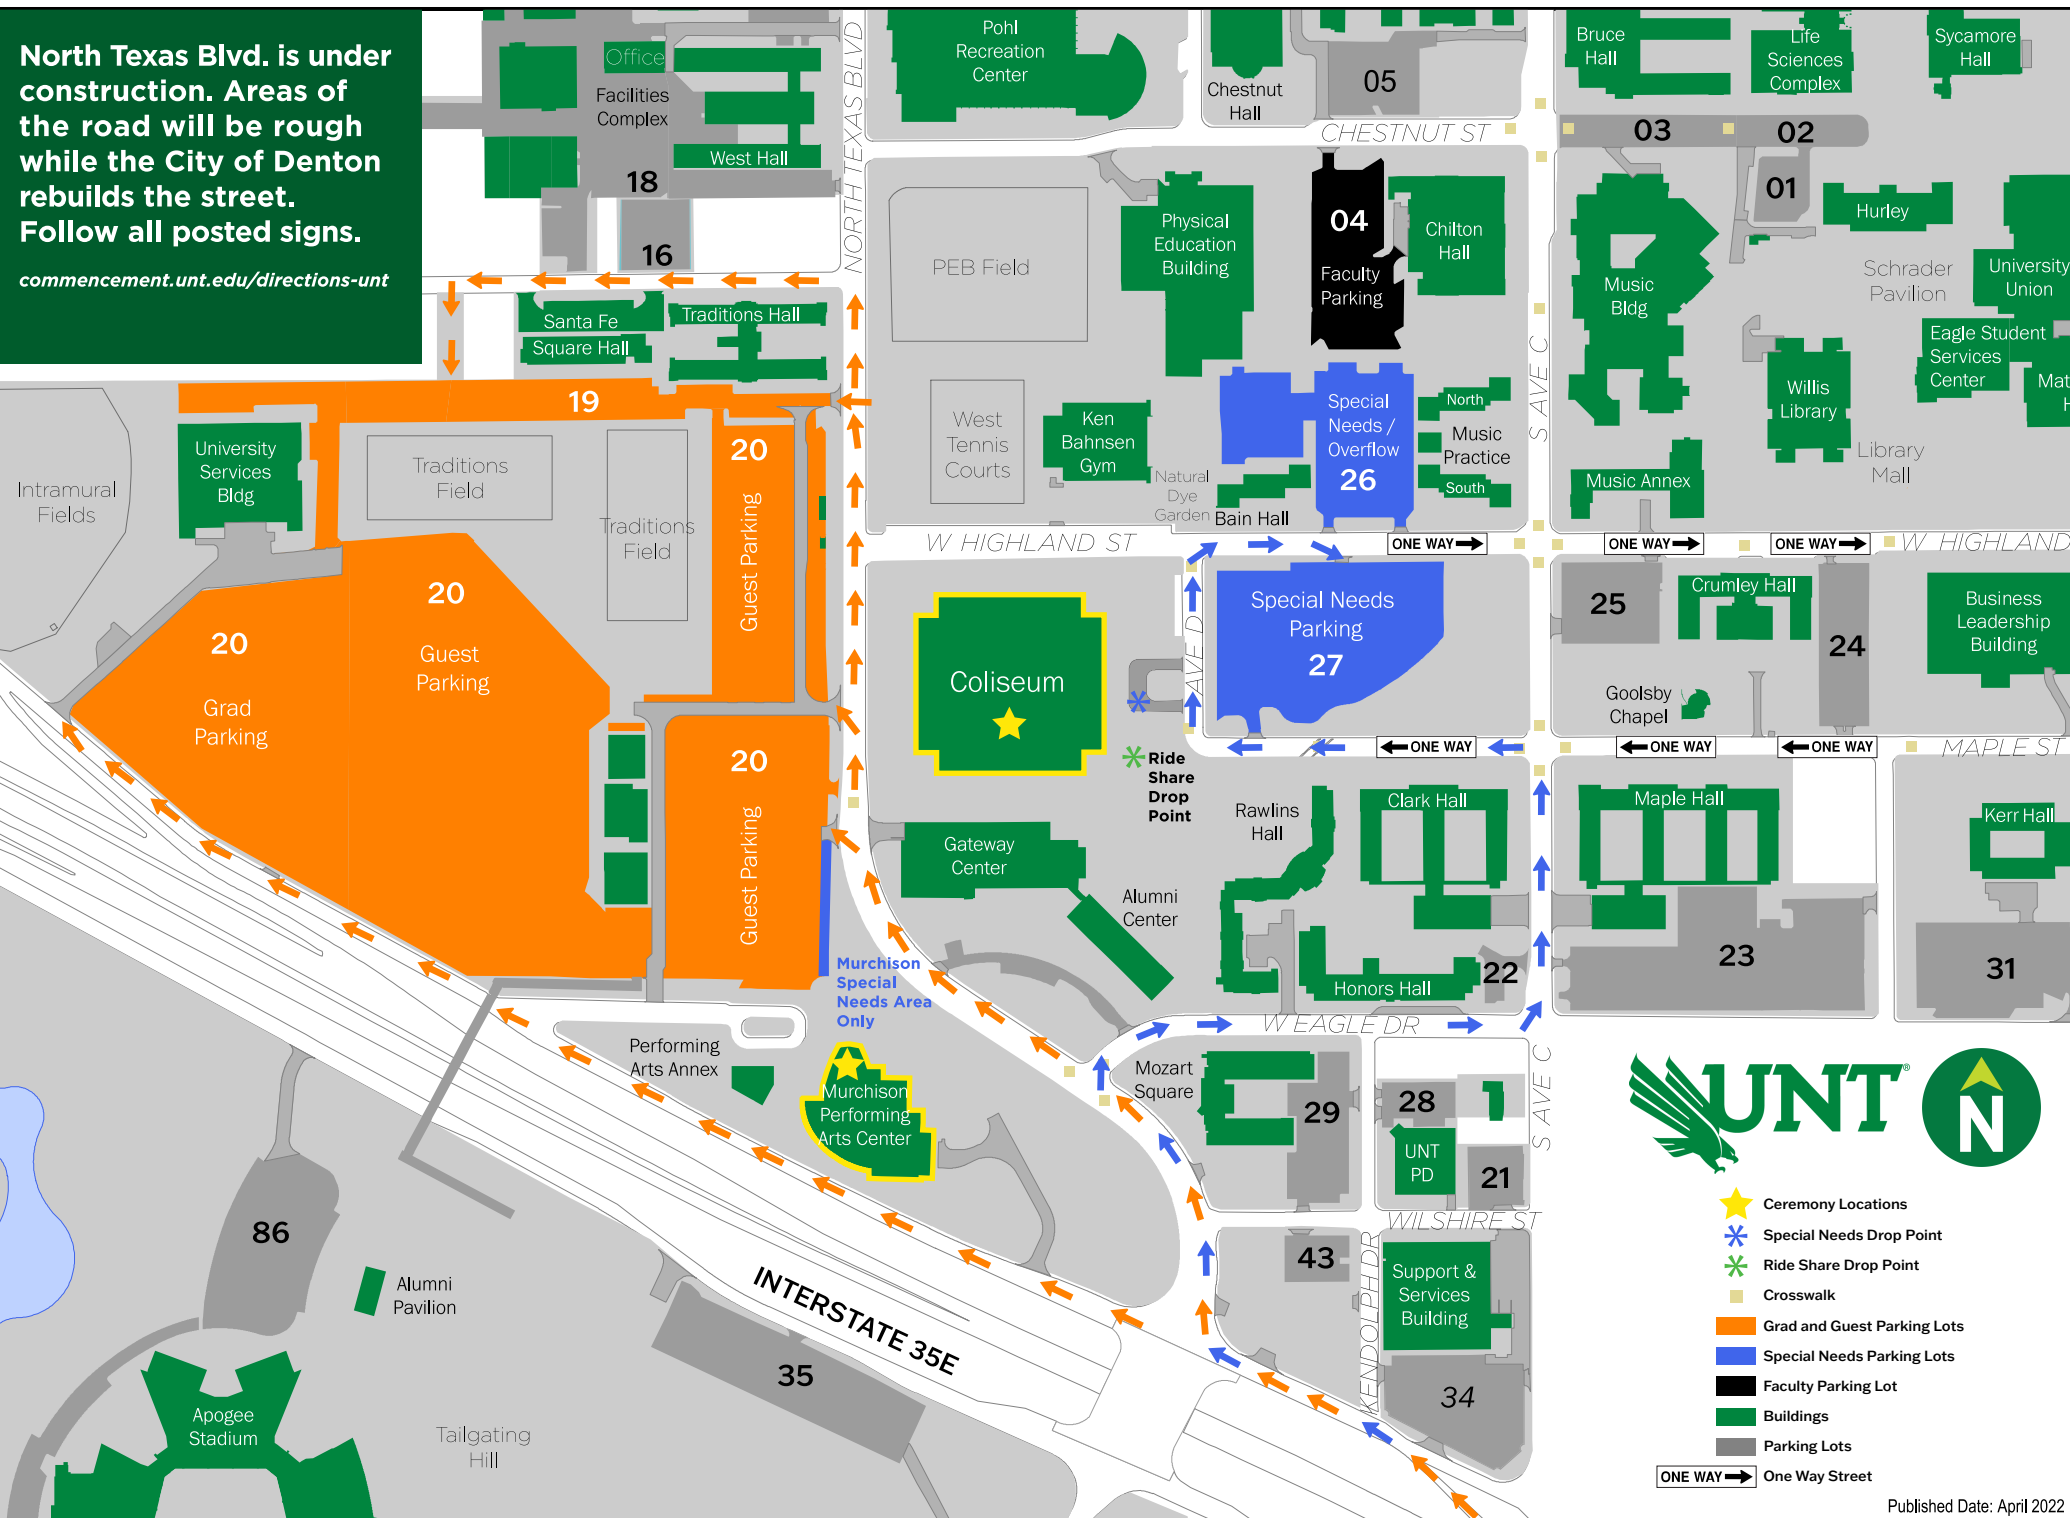 North Texas Blvd. is under
construction. Areas of
the road will be rough
while the City of Denton
rebuilds the street.
Follow all posted signs.
commencement.unt.edu/directions-unt
Office
Facilities
Complex
West Hall
18
16
NORTH TEXAS BLVD
Pohl
Recreation
Center
Chestnut
Hall
05
CHESTNUT ST
Bruce
Hall
Life
Sciences
Complex
Sycamore
Hall
03
02
01
Hurley
PEB Field
Physical
Education
Building
04
Faculty
Parking
Chilton
Hall
Music
Bldg
Schrader
Pavilion
University
Union
Eagle Student
Services
Center
Willis
Library
Library
Mall
Mat
H
Santa Fe
Square Hall
Traditions Hall
19
University
Services
Bldg
Intramural
Fields
Traditions
Field
Traditions
Field
20
Guest Parking
West
Tennis
Courts
Ken
Bahnsen
Gym
Natural
Dye
Garden
Bain Hall
Special
Needs /
Overflow
26
North
Music
Practice
South
S AVE C
Music Annex
W HIGHLAND ST
ONE WAY
ONE WAY
ONE WAY
W HIGHLAND
20
Grad
Parking
20
Guest
Parking
20
Guest Parking
Coliseum
AVE D
Special Needs
Parking
27
25
Crumley Hall
24
Business
Leadership
Building
Goolsby
Chapel
ONE WAY
ONE WAY
ONE WAY
MAPLE ST
Ride
Share
Drop
Point
Gateway
Center
Alumni
Center
Rawlins
Hall
Clark Hall
Maple Hall
Kerr Hall
Honors Hall
22
23
31
Murchison
Special
Needs Area
Only
W EAGLE DR
Performing
Arts Annex
Murchison
Performing
Arts Center
Mozart
Square
29
28
UNT
PD
21
S AVE C
WILSHIRE ST
43
KENDOLPH DR
Support &
Services
Building
34
86
Alumni
Pavilion
INTERSTATE 35E
35
Apogee
Stadium
Tailgating
Hill
UNT®
N
Ceremony Locations
Special Needs Drop Point
Ride Share Drop Point
Crosswalk
Grad and Guest Parking Lots
Special Needs Parking Lots
Faculty Parking Lot
Buildings
Parking Lots
ONE WAY One Way Street
Published Date: April 2022